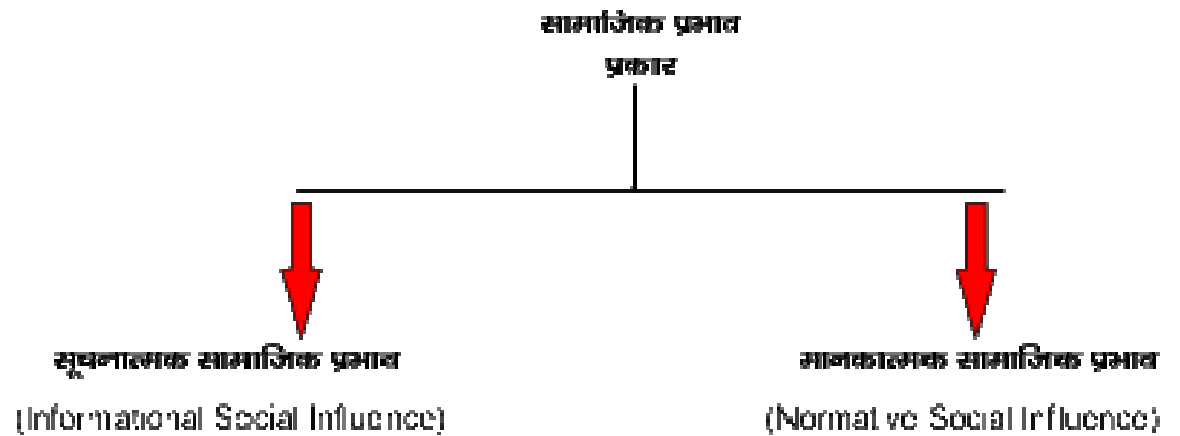 सामाजिक प्रभाव
प्रकार
सूचनात्मक सामाजिक प्रभाव
मानकात्मक सामाजिक प्रभाव
(Informational Social Influence)
(Normative Social Influence)